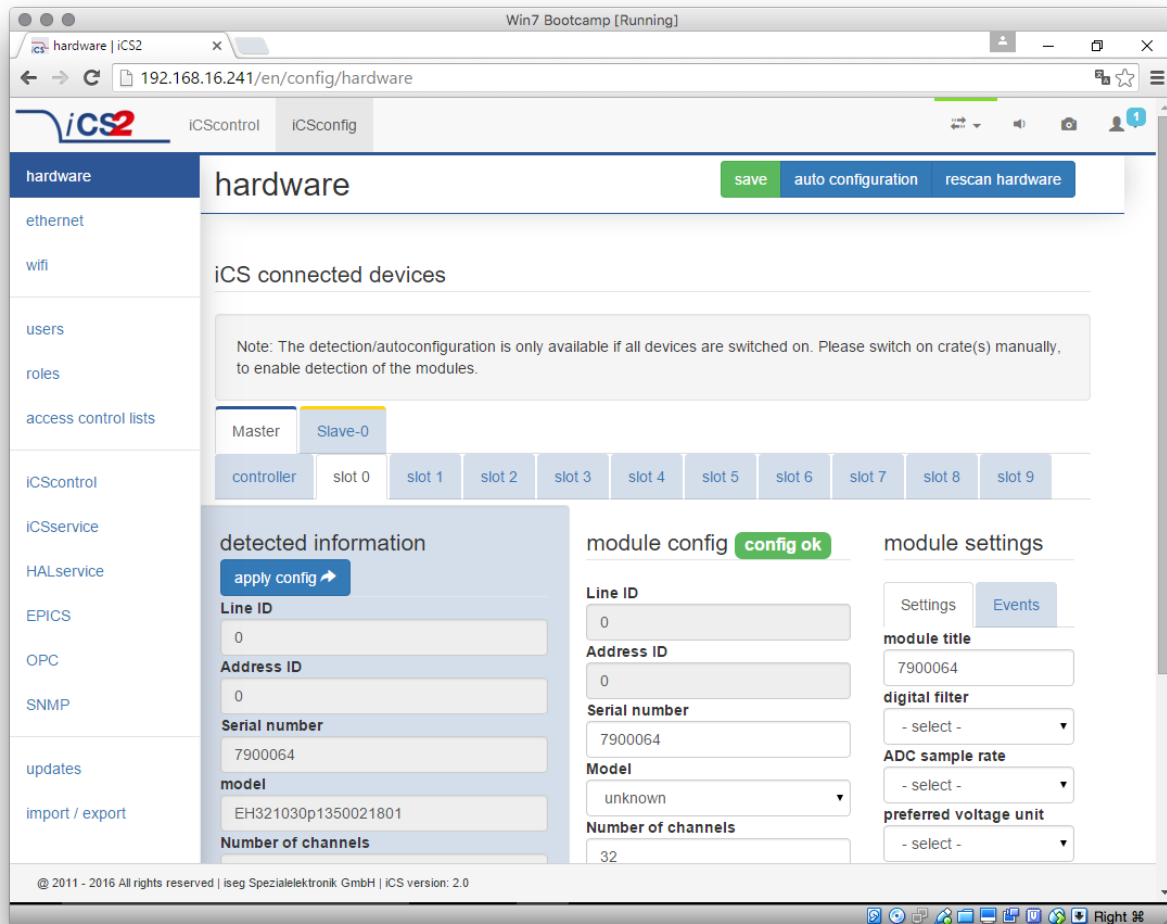 Win7 Bootcamp [Running]
hardware | iCS2
192.168.16.241/en/config/hardware
iCS2 iCScontrol iCSconfig 1
hardware
ethernet
wifi
users
roles
access control lists
iCScontrol
iCSservice
HALservice
EPICS
OPC
SNMP
updates
import / export
hardware
save auto configuration rescan hardware
iCS connected devices
Note: The detection/autoconfiguration is only available if all devices are switched on. Please switch on crate(s) manually,
to enable detection of the modules.
Master Slave-0
controller slot 0 slot 1 slot 2 slot 3 slot 4 slot 5 slot 6 slot 7 slot 8 slot 9
detected information
apply config
Line ID
0
Address ID
0
Serial number
7900064
model
EH321030p1350021801
Number of channels
module config config ok
Line ID
0
Address ID
0
Serial number
7900064
Model
unknown
Number of channels
32
module settings
Settings Events
module title
7900064
digital filter
- select -
ADC sample rate
- select -
preferred voltage unit
- select -
@ 2011 - 2016 All rights reserved | iseg Spezialelektronik GmbH | iCS version: 2.0
Right ⌘